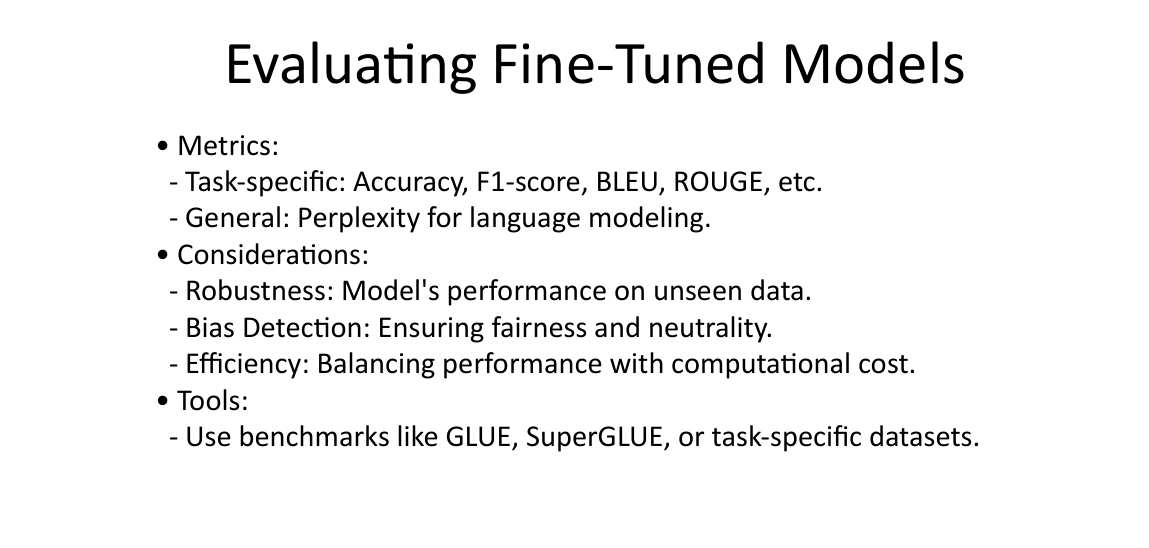 Evaluating Fine-Tuned Models
• Metrics:
- Task-specific: Accuracy, F1-score, BLEU, ROUGE, etc.
- General: Perplexity for language modeling.
• Considerations:
- Robustness: Model's performance on unseen data.
- Bias Detection: Ensuring fairness and neutrality.
- Efficiency: Balancing performance with computational cost.
• Tools:
- Use benchmarks like GLUE, SuperGLUE, or task-specific datasets.